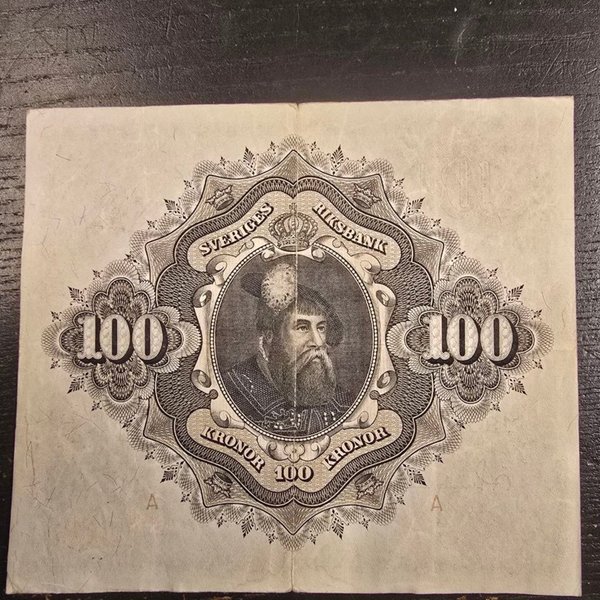 SVERIGES RIKSBANK
100 100
KRONOR 100 KRONOR
A A